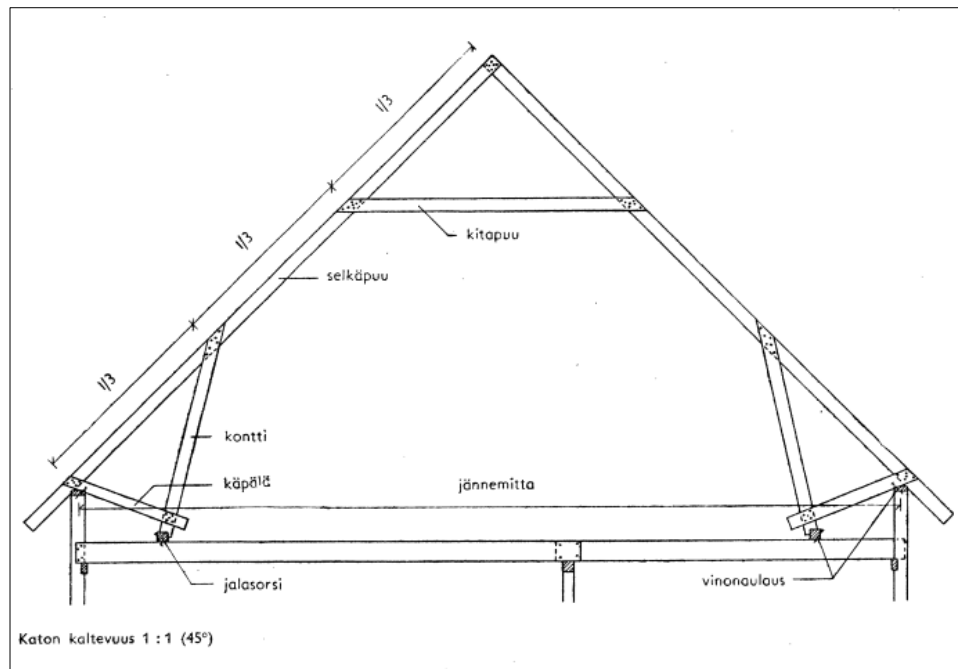 1/3
kitapuu
1/3
selkäpuu
1/3
kontti
käpälä
jännemitta
jalasorsi
vinonaulaus
Katon kaltevuus 1 : 1 (45°)